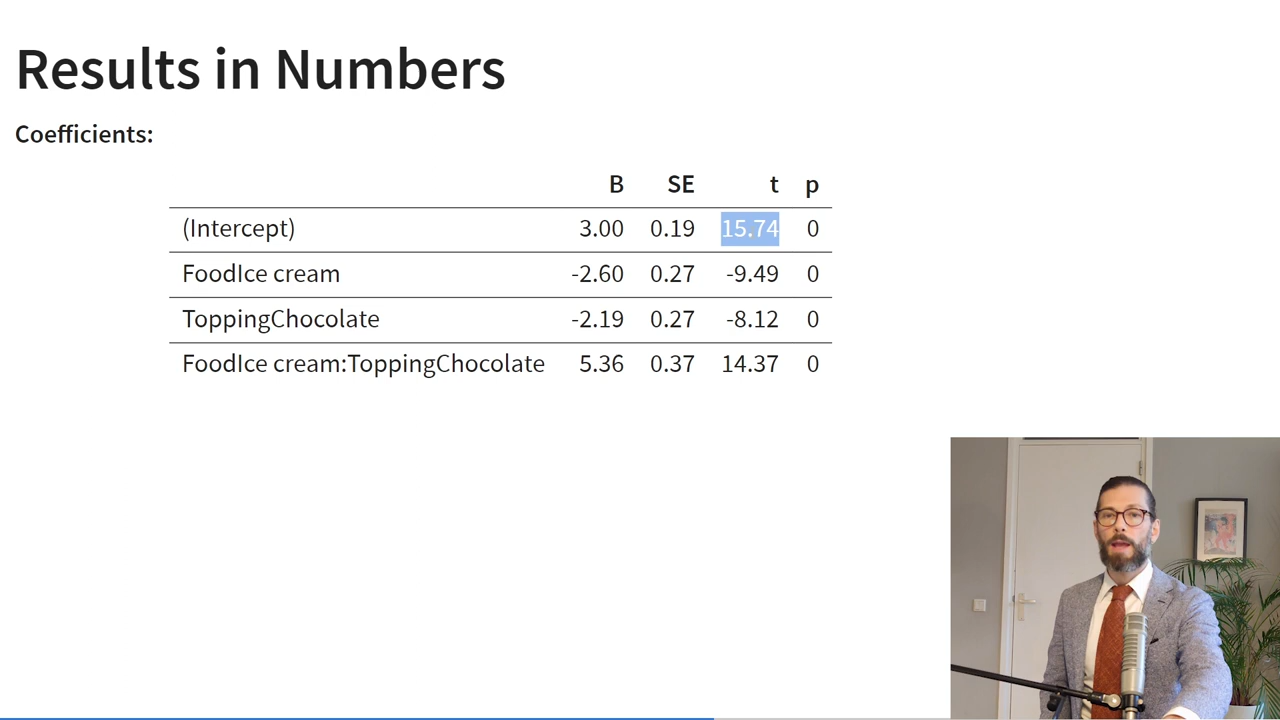 Results in Numbers
Coefficients:
B SE t p
(Intercept) 3.00 0.19 15.74 0
FoodIce cream -2.60 0.27 -9.49 0
ToppingChocolate -2.19 0.27 -8.12 0
FoodIce cream:ToppingChocolate 5.36 0.37 14.37 0